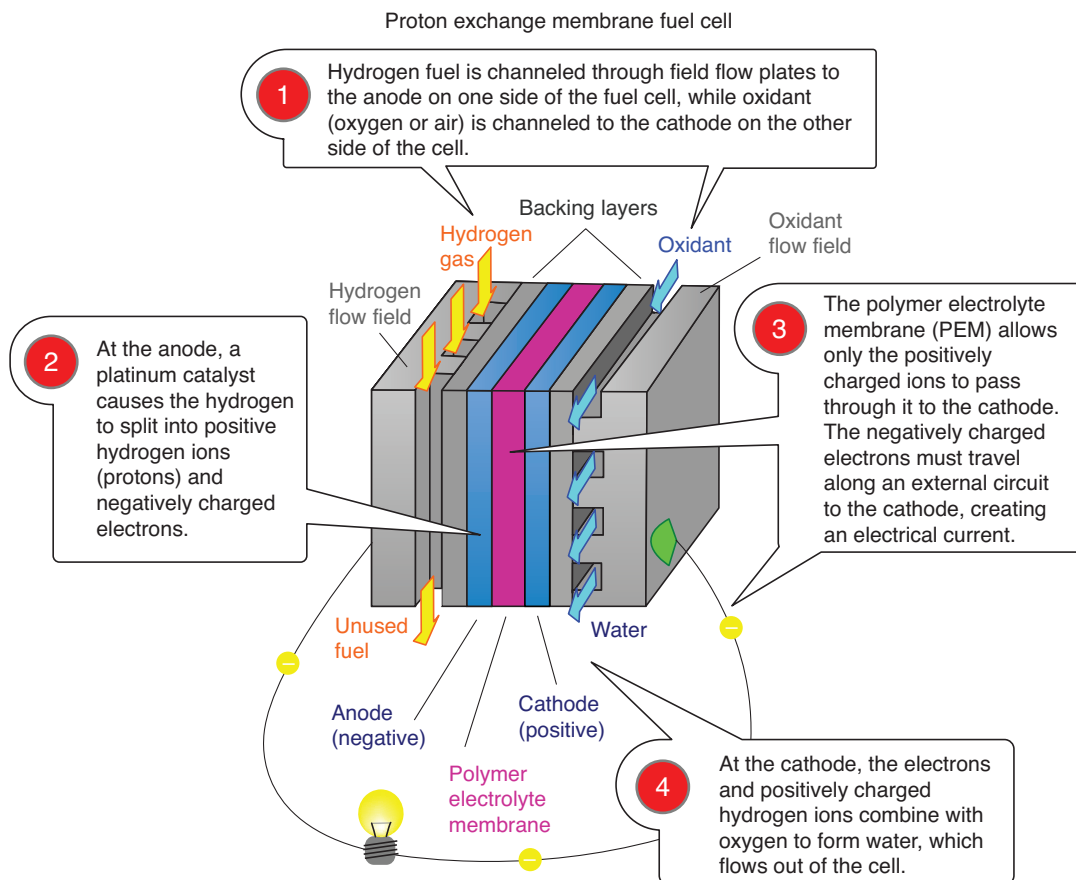 Proton exchange membrane fuel cell
1
Hydrogen fuel is channeled through field flow plates to
the anode on one side of the fuel cell, while oxidant
(oxygen or air) is channeled to the cathode on the other
side of the cell.
Backing layers
Hydrogen
gas
Oxidant
Oxidant
flow field
Hydrogen
flow field
2
At the anode, a
platinum catalyst
causes the hydrogen
to split into positive
hydrogen ions
(protons) and
negatively charged
electrons.
3
The polymer electrolyte
membrane (PEM) allows
only the positively
charged ions to pass
through it to the cathode.
The negatively charged
electrons must travel
along an external circuit
to the cathode, creating
an electrical current.
Unused
fuel
Water
Anode
(negative)
Cathode
(positive)
Polymer
electrolyte
membrane
4
At the cathode, the electrons
and positively charged
hydrogen ions combine with
oxygen to form water, which
flows out of the cell.